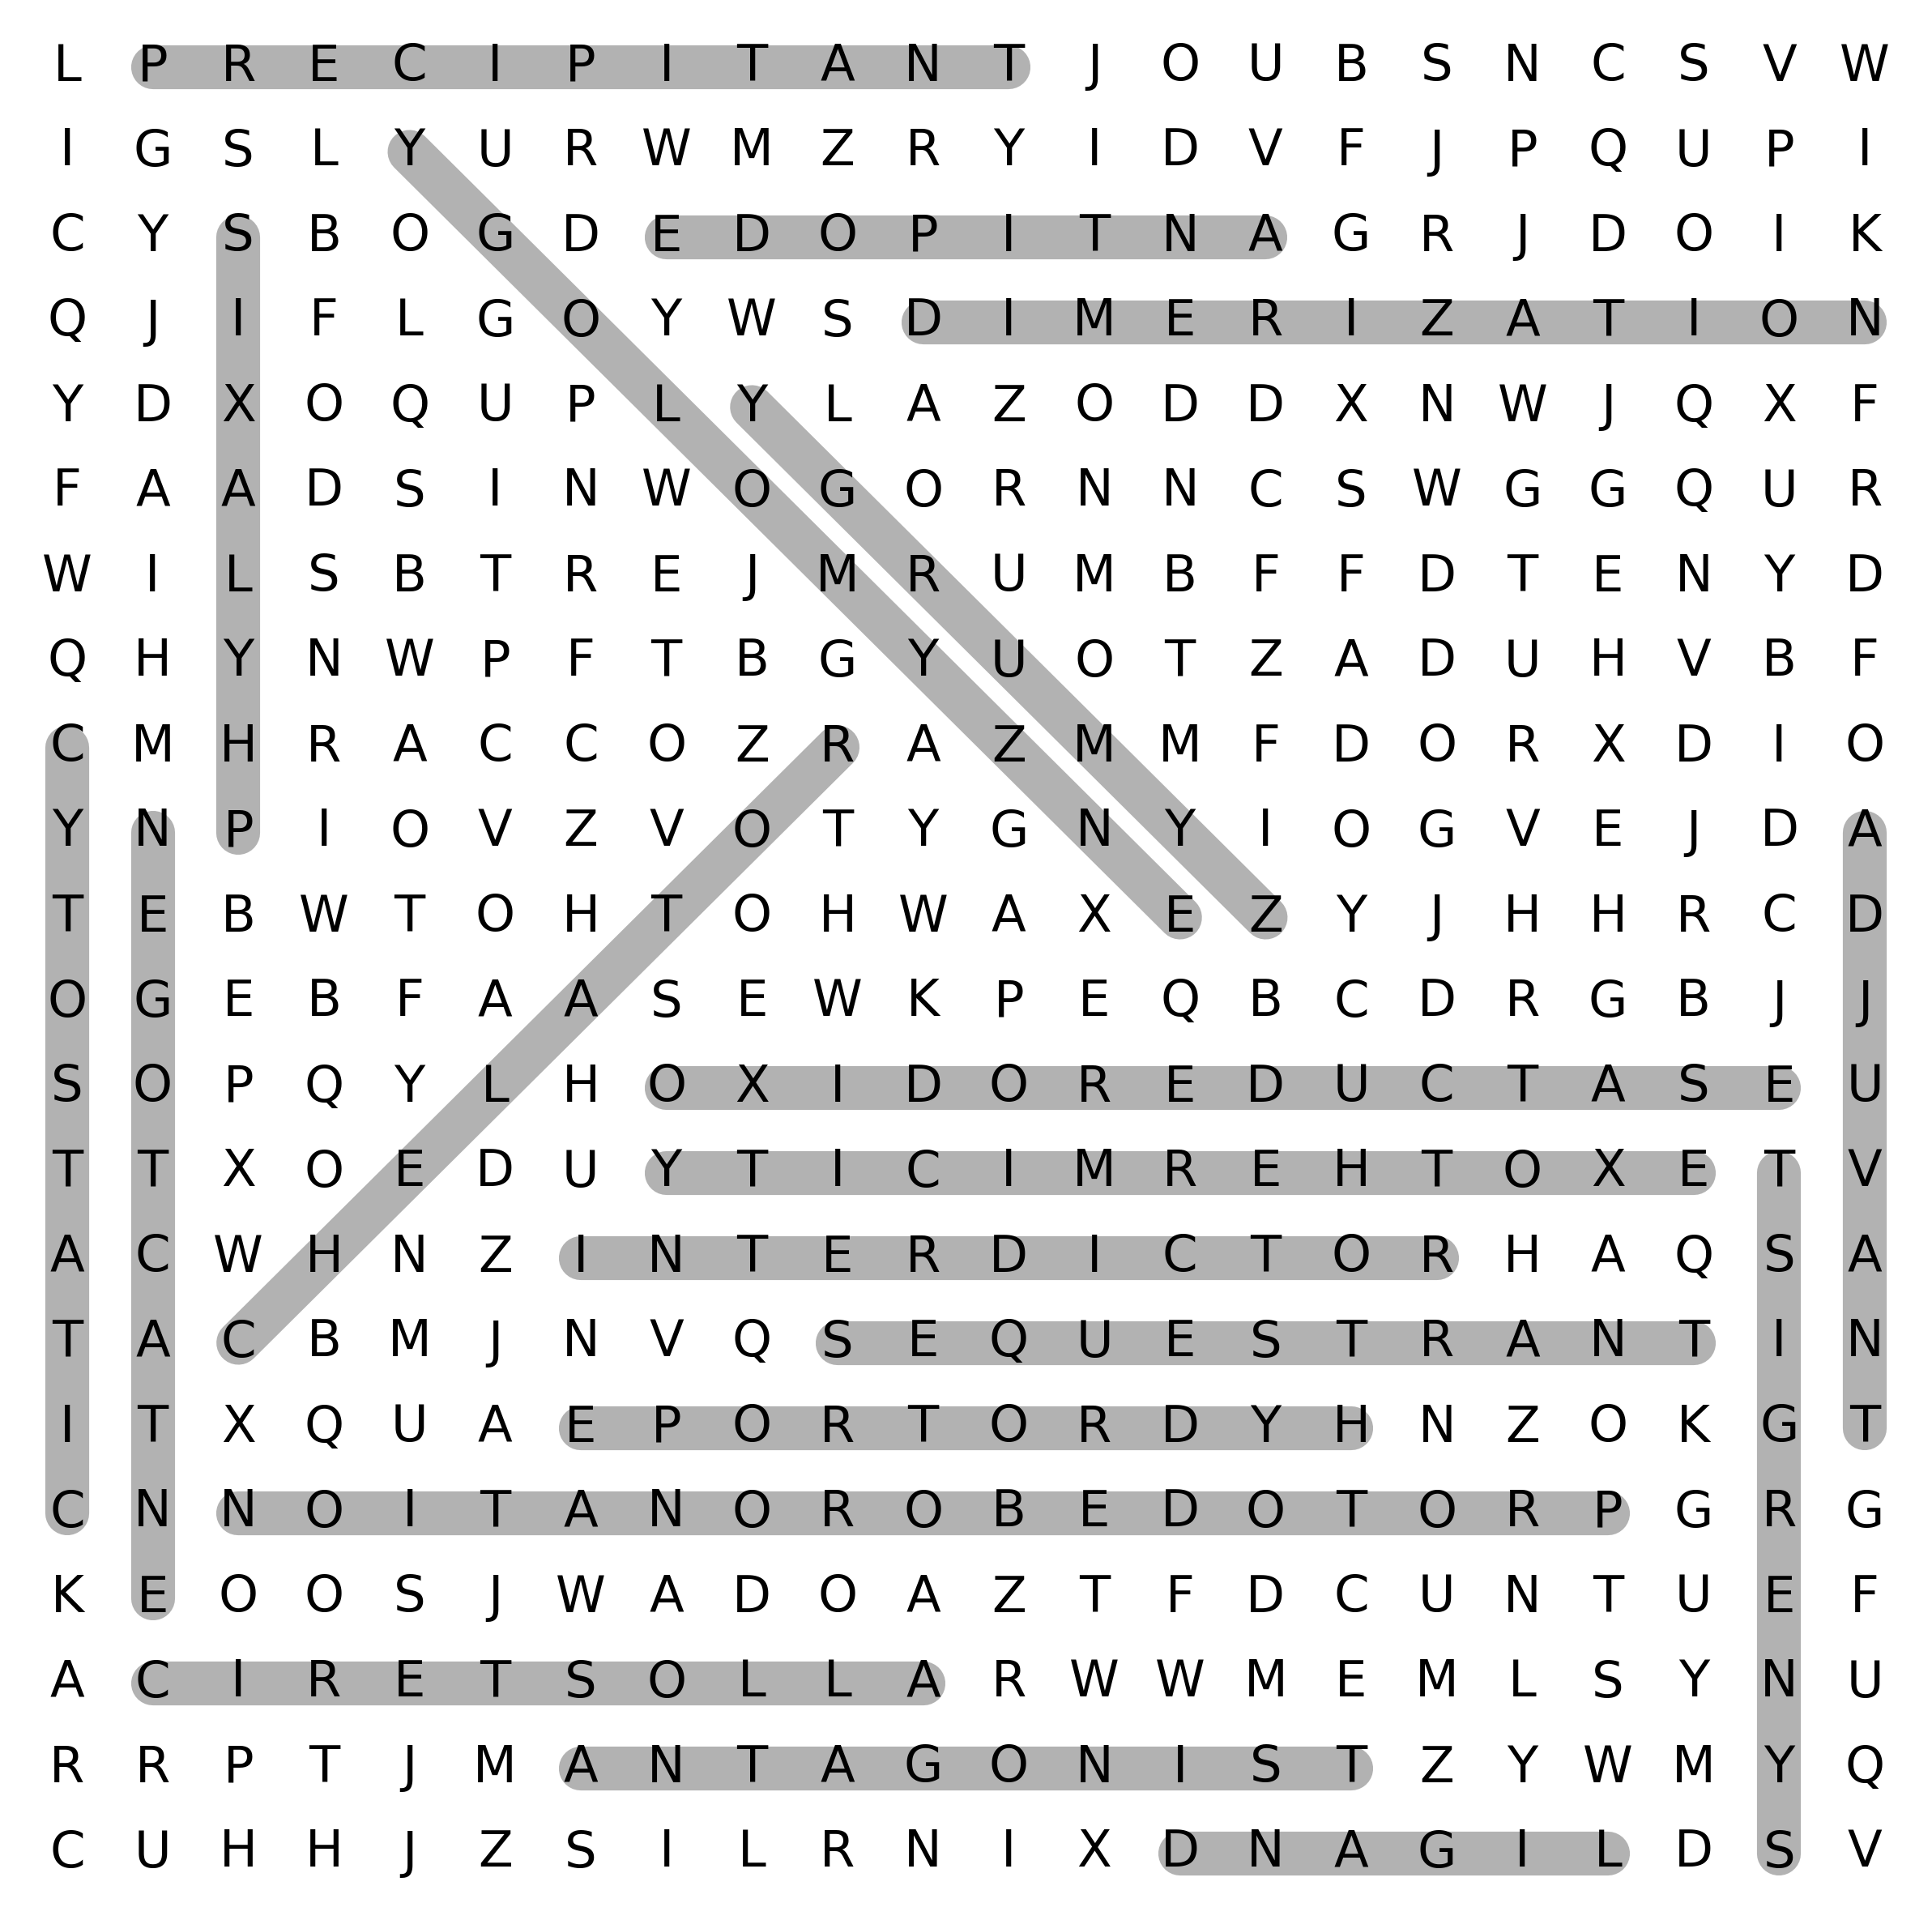 L P R E C I P I T A N T J O U B S N C S V W
I G S L Y U R W M Z R Y I D V F J P Q U P I
C Y S B O G D E D O P I T N A G R J D O I K
Q J I F L G O Y W S D I M E R I Z A T I O N
Y D X O Q U P L Y L A Z O D D X N W J Q X F
F A A D S I N W O G O R N N C S W G G Q U R
W I L S B T R E J M R U M B F F D T E N Y D
Q H Y N W P F T B G Y U O T Z A D U H V B F
C M H R A C C O Z R A Z M M F D O R X D I O
Y N P I O V Z V O T Y G N Y I O G V E J D A
T E B W T O H T O H W A X E Z Y J H H R C D
O G E B F A A S E W K P E Q B C D R G B J J
S O P Q Y L H O X I D O R E D U C T A S E U
T T X O E D U Y T I C I M R E H T O X E T V
A C W H N Z I N T E R D I C T O R H A Q S A
T A C B M J N V Q S E Q U E S T R A N T I N
I T X Q U A E P O R T O R D Y H N Z O K G T
C N N O I T A N O R O B E D O T O R P G R G
K E O O S J W A D O A Z T F D C U N T U E F
A C I R E T S O L L A R W W M E M L S Y N U
R R P T J M A N T A G O N I S T Z Y W M Y Q
C U H H J Z S I L R N I X D N A G I L D S V